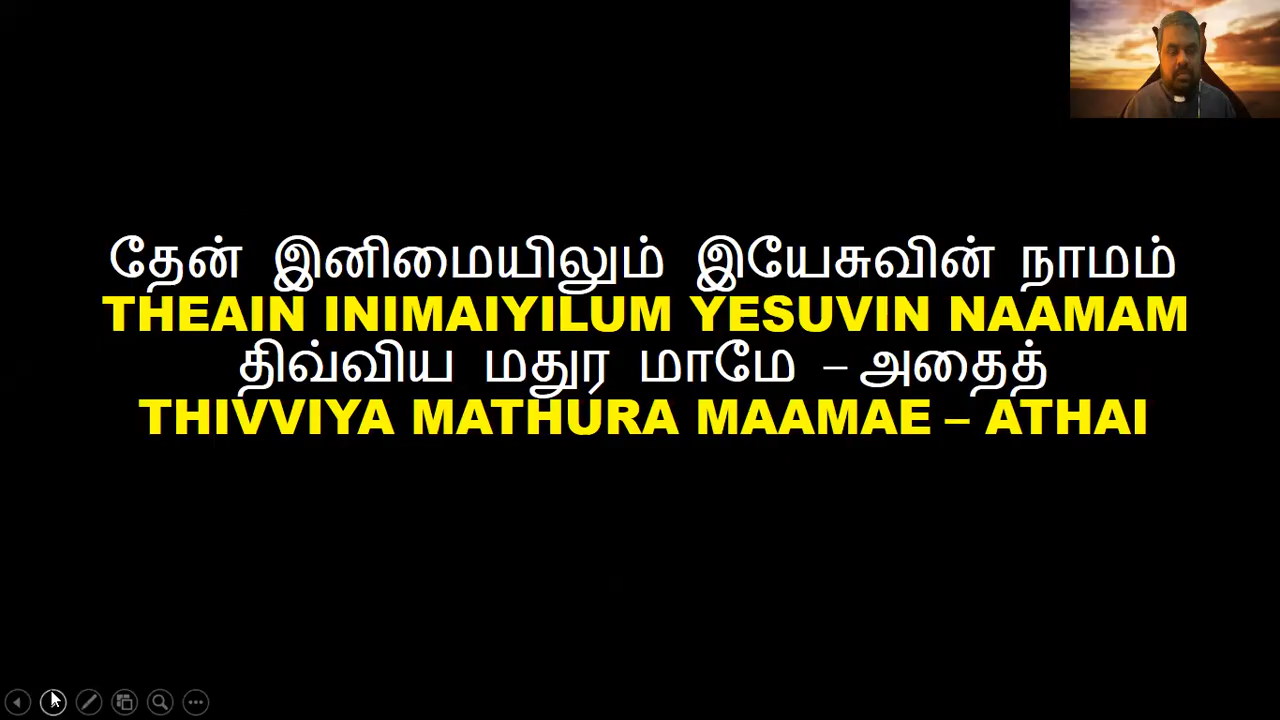 தேன் இனிமையிலும் இயேசுவின் நாமம்
THEAIN INIMAIYILUM YESUVIN NAAMAM
திவ்விய மதுர மாமே – அதைத்
THIVVIYA MATHURA MAAMAE – ATHAI